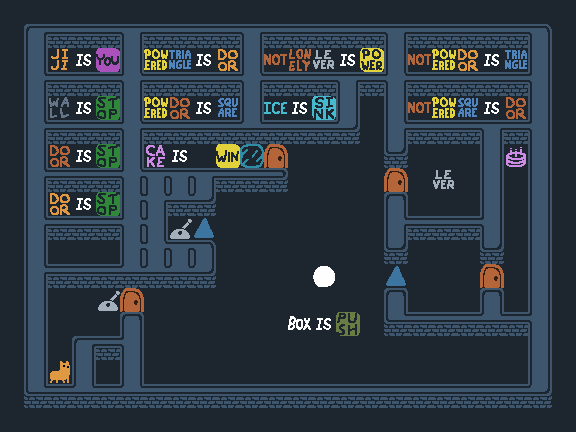 JIJI IS YOU POWERED TRIANGLE IS DOOR NOT LONELY LEVER IS POWER NOT POWERED DOOR IS TRIANGLE
WALL IS STOP POWERED DOOR IS SQUARE ICE IS SINK NOT POWERED SQUARE IS DOOR
DOOR IS STOP CAKE IS WIN
LEVER
DOOR IS STOP
BOX IS PUSH